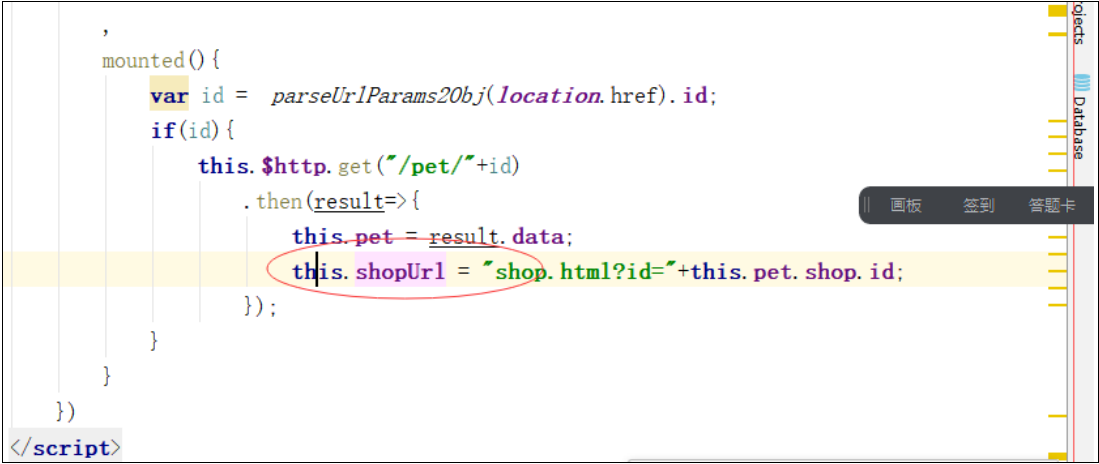 ,
mounted(){
var id = parseUrlParams2Obj(location.href).id;
if(id){
this.$http.get("/pet/"+id)
.then(result=>{
this.pet = result.data;
this.shopUrl = "shop.html?id="+this.pet.shop.id;
});
}
}
})
</script>
ojects
Database
画板 签到 答题卡